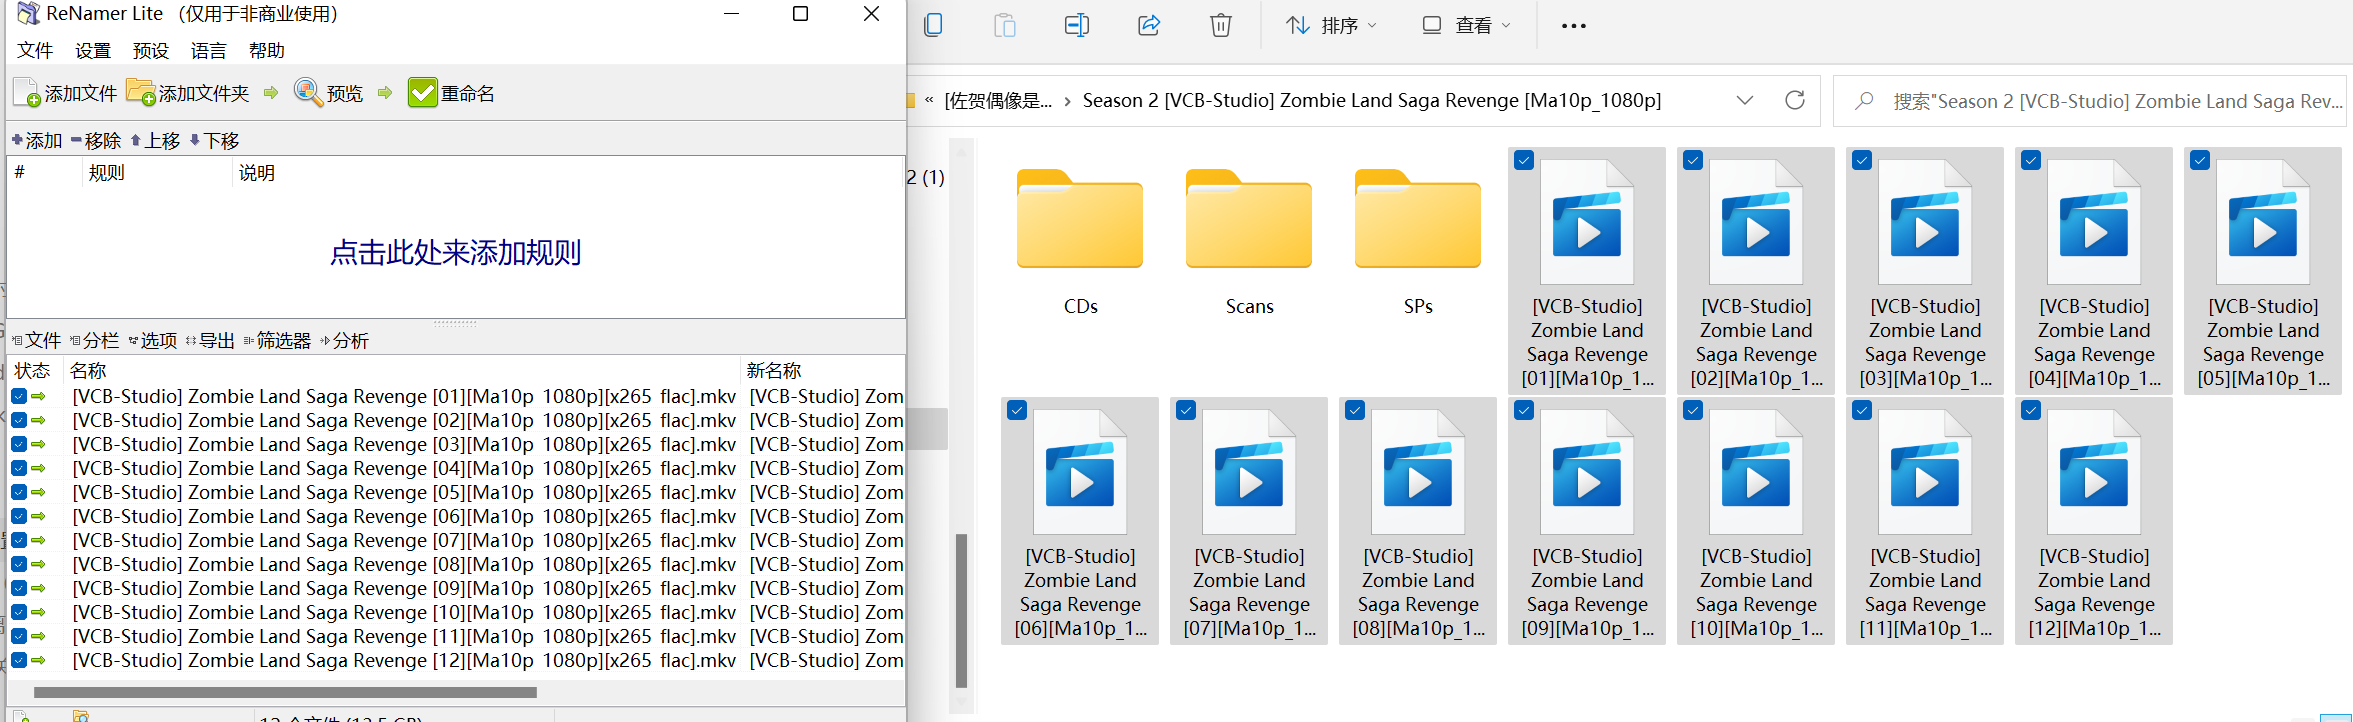 ReNamer Lite （仅用于非商业使用）
文件 设置 预设 语言 帮助
添加文件 添加文件夹 预览 重命名
添加 移除 上移 下移
# 规则 说明
点击此处来添加规则
文件 分栏 选项 导出 筛选器 分析
状态 名称 新名称
[VCB-Studio] Zombie Land Saga Revenge [01][Ma10p_1080p][x265_flac].mkv [VCB-Studio] Zom
[VCB-Studio] Zombie Land Saga Revenge [02][Ma10p_1080p][x265_flac].mkv [VCB-Studio] Zom
[VCB-Studio] Zombie Land Saga Revenge [03][Ma10p_1080p][x265_flac].mkv [VCB-Studio] Zom
[VCB-Studio] Zombie Land Saga Revenge [04][Ma10p_1080p][x265_flac].mkv [VCB-Studio] Zom
[VCB-Studio] Zombie Land Saga Revenge [05][Ma10p_1080p][x265_flac].mkv [VCB-Studio] Zom
[VCB-Studio] Zombie Land Saga Revenge [06][Ma10p_1080p][x265_flac].mkv [VCB-Studio] Zom
[VCB-Studio] Zombie Land Saga Revenge [07][Ma10p_1080p][x265_flac].mkv [VCB-Studio] Zom
[VCB-Studio] Zombie Land Saga Revenge [08][Ma10p_1080p][x265_flac].mkv [VCB-Studio] Zom
[VCB-Studio] Zombie Land Saga Revenge [09][Ma10p_1080p][x265_flac].mkv [VCB-Studio] Zom
[VCB-Studio] Zombie Land Saga Revenge [10][Ma10p_1080p][x265_flac].mkv [VCB-Studio] Zom
[VCB-Studio] Zombie Land Saga Revenge [11][Ma10p_1080p][x265_flac].mkv [VCB-Studio] Zom
[VCB-Studio] Zombie Land Saga Revenge [12][Ma10p_1080p][x265_flac].mkv [VCB-Studio] Zom
12 个文件 (12.5 GB)
排序 查看 •••
« [佐贺偶像是... › Season 2 [VCB-Studio] Zombie Land Saga Revenge [Ma10p_1080p]
搜索"Season 2 [VCB-Studio] Zombie Land Saga Rev...
2 (1)
CDs
Scans
SPs
[VCB-Studio]
Zombie Land
Saga Revenge
[01][Ma10p_1...
[VCB-Studio]
Zombie Land
Saga Revenge
[02][Ma10p_1...
[VCB-Studio]
Zombie Land
Saga Revenge
[03][Ma10p_1...
[VCB-Studio]
Zombie Land
Saga Revenge
[04][Ma10p_1...
[VCB-Studio]
Zombie Land
Saga Revenge
[05][Ma10p_1...
[VCB-Studio]
Zombie Land
Saga Revenge
[06][Ma10p_1...
[VCB-Studio]
Zombie Land
Saga Revenge
[07][Ma10p_1...
[VCB-Studio]
Zombie Land
Saga Revenge
[08][Ma10p_1...
[VCB-Studio]
Zombie Land
Saga Revenge
[09][Ma10p_1...
[VCB-Studio]
Zombie Land
Saga Revenge
[10][Ma10p_1...
[VCB-Studio]
Zombie Land
Saga Revenge
[11][Ma10p_1...
[VCB-Studio]
Zombie Land
Saga Revenge
[12][Ma10p_1...